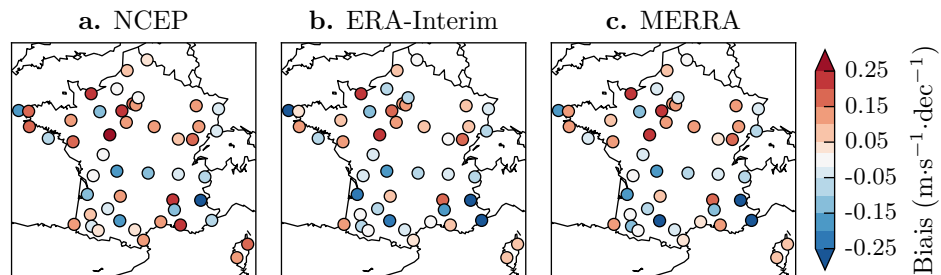 a. NCEP
b. ERA-Interim
c. MERRA
0.25
0.15
0.05
-0.05
-0.15
-0.25
Biais (m·s⁻¹·dec⁻¹)